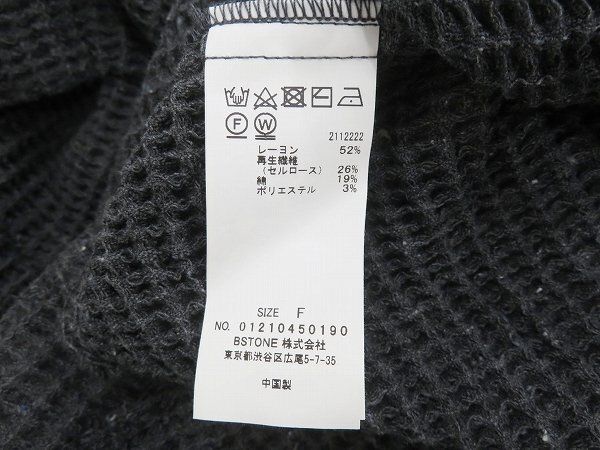 F W
2112222
レーヨン 52%
再生繊維
(セルロース) 26%
綿 19%
ポリエステル 3%
SIZE F
NO. 01210450190
BSTONE 株式会社
東京都渋谷区広尾5-7-35
中国製